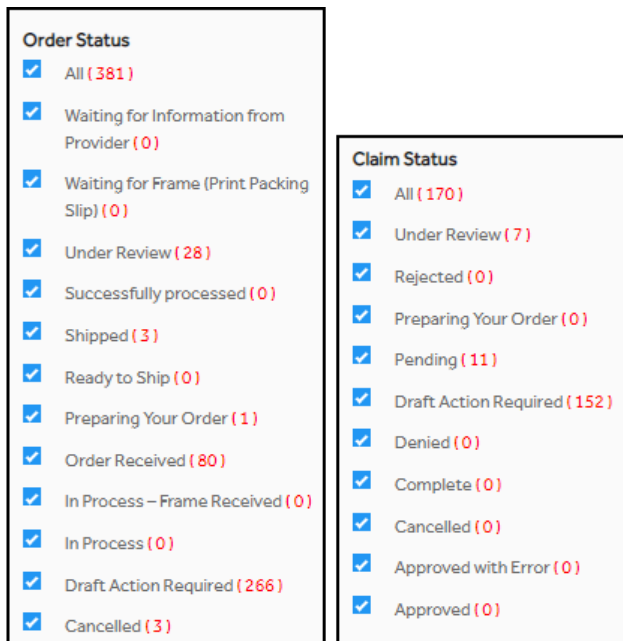 Order Status
All ( 381 )
Waiting for Information from
Provider ( 0 )
Waiting for Frame (Print Packing
Slip) ( 0 )
Under Review ( 28 )
Successfully processed ( 0 )
Shipped ( 3 )
Ready to Ship ( 0 )
Preparing Your Order ( 1 )
Order Received ( 80 )
In Process – Frame Received ( 0 )
In Process ( 0 )
Draft Action Required ( 266 )
Cancelled ( 3 )
Claim Status
All ( 170 )
Under Review ( 7 )
Rejected ( 0 )
Preparing Your Order ( 0 )
Pending ( 11 )
Draft Action Required ( 152 )
Denied ( 0 )
Complete ( 0 )
Cancelled ( 0 )
Approved with Error ( 0 )
Approved ( 0 )